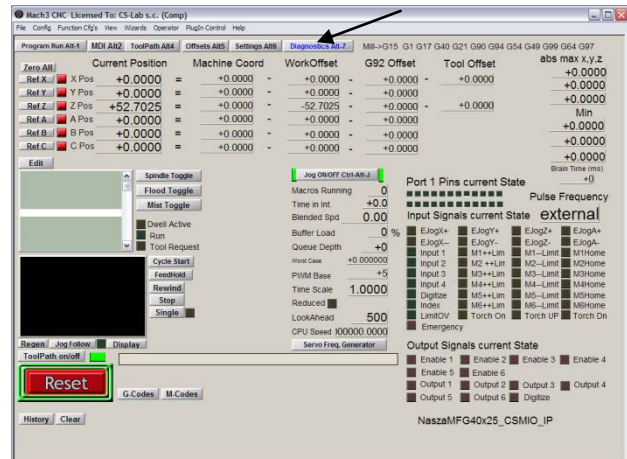 Mach3 CNC Licensed To: CS-Lab s.c. (Comp)
File Config Function Cfg's View Wizards Operator PlugIn Control Help
Program Run Alt-1 MDI Alt2 ToolPath Alt4 Offsets Alt5 Settings Alt6 Diagnostics Alt-7 Mill->G15 G1 G17 G40 G21 G90 G94 G54 G49 G99 G64 G97
Zero All Current Position Machine Coord WorkOffset G92 Offset Tool Offset abs max x,y,z
Ref X X Pos +0.0000 = +0.0000 - +0.0000 - +0.0000 - +0.0000 +0.0000
Ref Y Y Pos +0.0000 = +0.0000 - +0.0000 - +0.0000 +0.0000
Ref Z Z Pos +52.7025 = +0.0000 - -52.7025 - +0.0000 - +0.0000 +0.0000
Min
Ref A A Pos +0.0000 = +0.0000 - +0.0000 - +0.0000 +0.0000
Ref B B Pos +0.0000 = +0.0000 - +0.0000 - +0.0000 +0.0000
Ref C C Pos +0.0000 = +0.0000 - +0.0000 - +0.0000 +0.0000
Edit
Brain Time (ms)
+0
Spindle Toggle
Flood Toggle
Mist Toggle
Dwell Active
Run
Tool Request
Cycle Start
FeedHold
Rewind
Stop
Single
Jog ON/OFF Ctrl-Alt-J
Macros Running 0
Time in Int. +0.0
Blended Spd 0.00
Buffer Load 0 %
Queue Depth +0
Worst Case +0.000000
PWM Base +5
Time Scale 1.0000
Reduced
LookAhead 500
CPU Speed
Servo Freq. Generator
Port 1 Pins current State
Pulse Frequency
Input Signals current State external
EJogX+ EJogY+ EJogZ+ EJogA+
EJogX-- EJogY- EJogZ- EJogA-
Input 1 M1++Lim M1--Limit M1Home
Input 2 M2 ++Lim M2--Limit M2Home
Input 3 M3++Lim M3--Limit M3Home
Input 4 M4++Lim M4--Limit M4Home
Digitize M5++Lim M5--Limit M5Home
Index M6++Lim M6--Limit M6Home
LimitOV Torch On Torch UP Torch Dn
Emergency
Output Signals current State
Enable 1 Enable 2 Enable 3 Enable 4
Enable 5 Enable 6
Output 1 Output 2 Output 3 Output 4
Output 5 Output 6 Digitize
Regen Jog Follow Display
ToolPath on/off
Reset
G-Codes M-Codes
History Clear
NaszaMFG40x25_CSMIO_IP